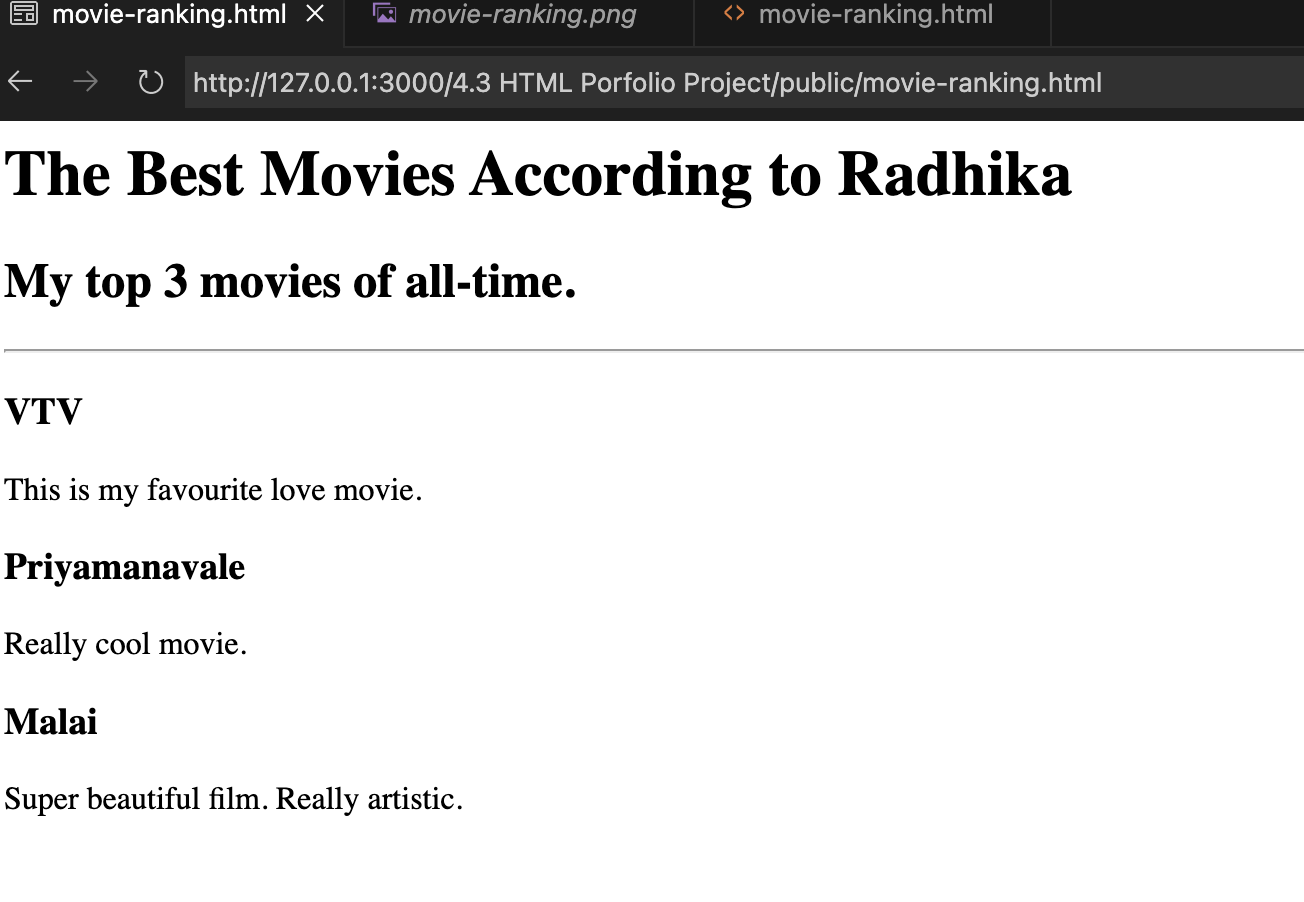 movie-ranking.html movie-ranking.png movie-ranking.html
http://127.0.0.1:3000/4.3 HTML Porfolio Project/public/movie-ranking.html
The Best Movies According to Radhika
My top 3 movies of all-time.
VTV
This is my favourite love movie.
Priyamanavale
Really cool movie.
Malai
Super beautiful film. Really artistic.